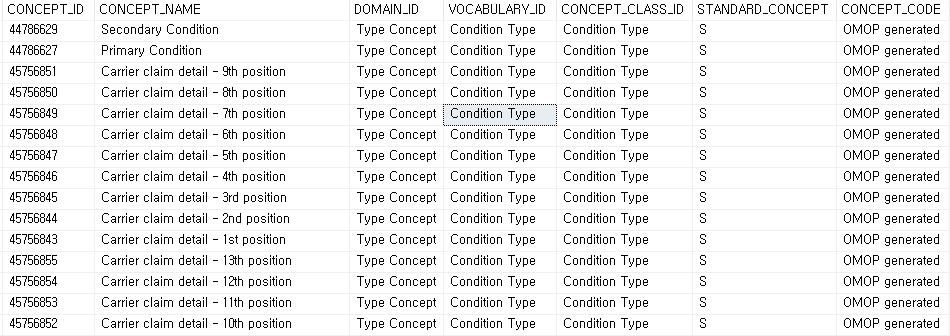 CONCEPT_ID CONCEPT_NAME DOMAIN_ID VOCABULARY_ID CONCEPT_CLASS_ID STANDARD_CONCEPT CONCEPT_CODE
44786629 Secondary Condition Type Concept Condition Type Condition Type S OMOP generated
44786627 Primary Condition Type Concept Condition Type Condition Type S OMOP generated
45756851 Carrier claim detail - 9th position Type Concept Condition Type Condition Type S OMOP generated
45756850 Carrier claim detail - 8th position Type Concept Condition Type Condition Type S OMOP generated
45756849 Carrier claim detail - 7th position Type Concept Condition Type Condition Type S OMOP generated
45756848 Carrier claim detail - 6th position Type Concept Condition Type Condition Type S OMOP generated
45756847 Carrier claim detail - 5th position Type Concept Condition Type Condition Type S OMOP generated
45756846 Carrier claim detail - 4th position Type Concept Condition Type Condition Type S OMOP generated
45756845 Carrier claim detail - 3rd position Type Concept Condition Type Condition Type S OMOP generated
45756844 Carrier claim detail - 2nd position Type Concept Condition Type Condition Type S OMOP generated
45756843 Carrier claim detail - 1st position Type Concept Condition Type Condition Type S OMOP generated
45756855 Carrier claim detail - 13th position Type Concept Condition Type Condition Type S OMOP generated
45756854 Carrier claim detail - 12th position Type Concept Condition Type Condition Type S OMOP generated
45756853 Carrier claim detail - 11th position Type Concept Condition Type Condition Type S OMOP generated
45756852 Carrier claim detail - 10th position Type Concept Condition Type Condition Type S OMOP generated